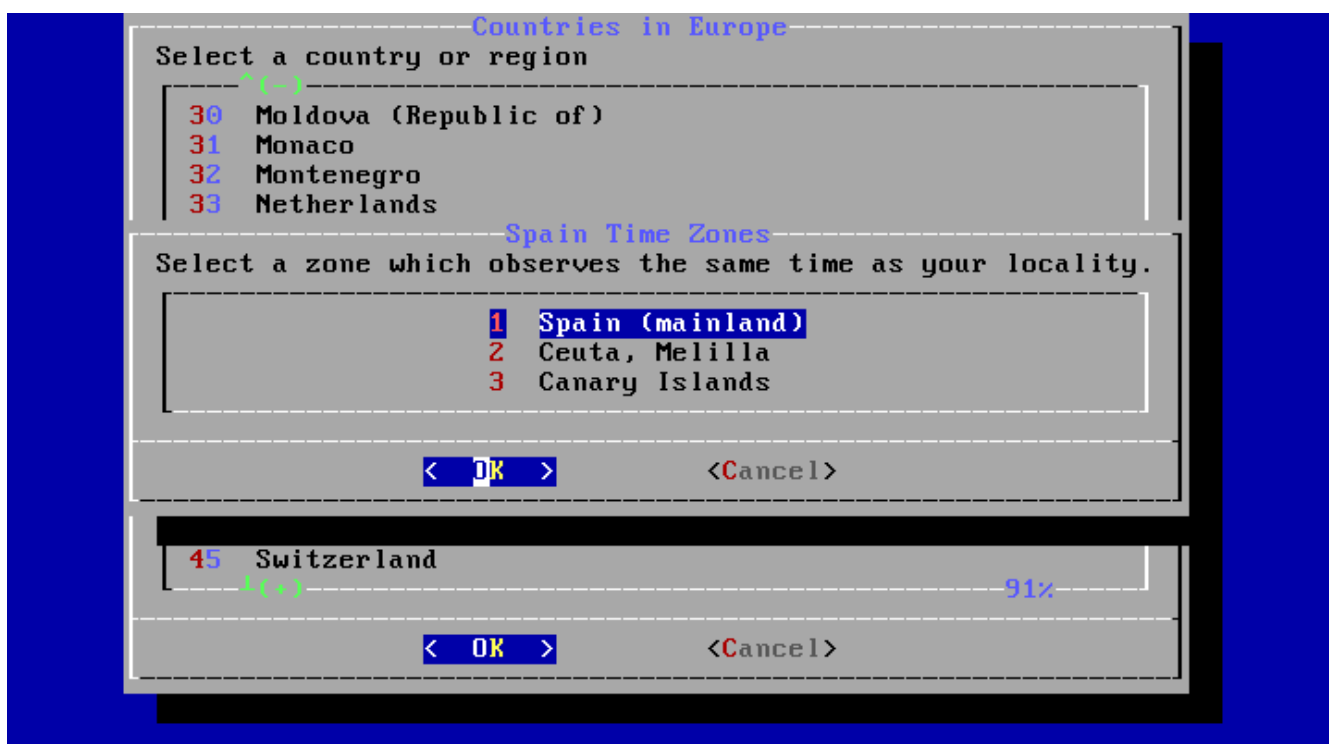 Countries in Europe
Select a country or region
^(-)
30 Moldova (Republic of)
31 Monaco
32 Montenegro
33 Netherlands
Spain Time Zones
Select a zone which observes the same time as your locality.
1 Spain (mainland)
2 Ceuta, Melilla
3 Canary Islands
< OK > <Cancel>
45 Switzerland
┴(+) 91%
< OK > <Cancel>